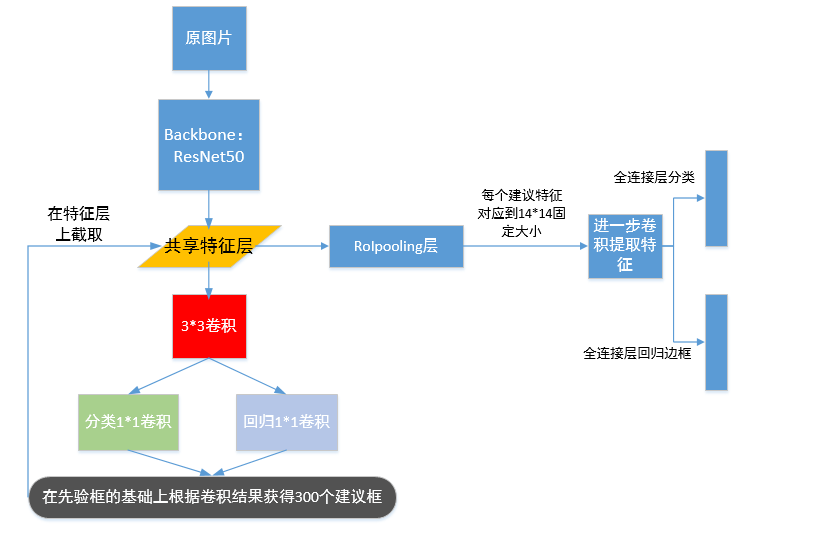 原图片
Backbone：
ResNet50
在特征层
上截取
共享特征层
RoIpooling层
每个建议特征
对应到14*14固
定大小
进一步卷
积提取特
征
全连接层分类
全连接层回归边框
3*3卷积
分类1*1卷积
回归1*1卷积
在先验框的基础上根据卷积结果获得300个建议框